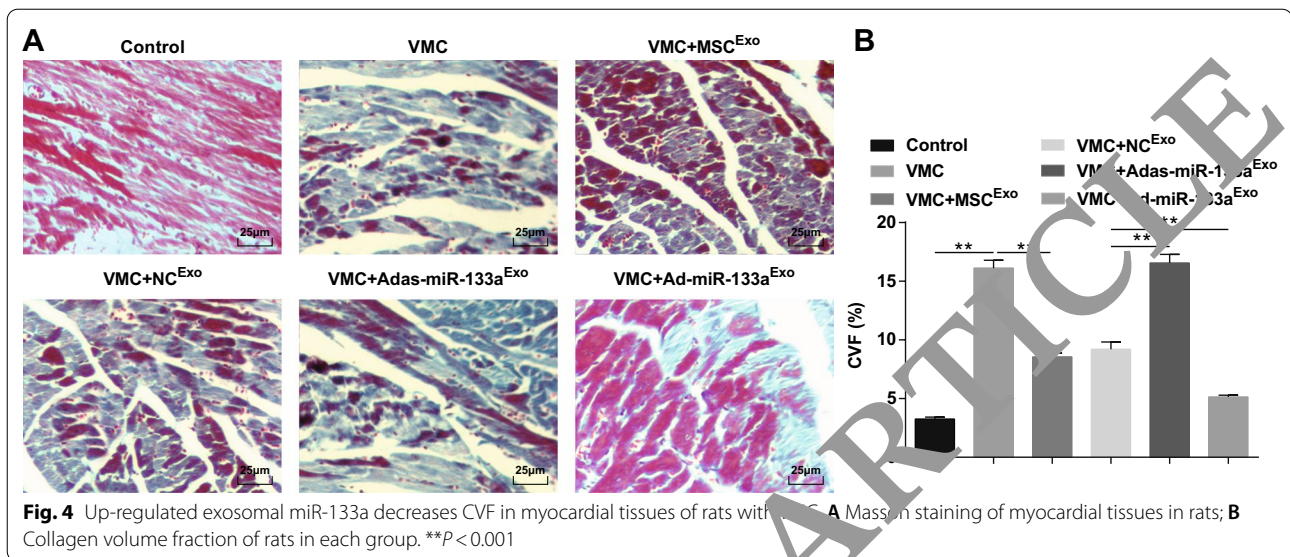 A
B
Control
VMC
VMC+MSC^Exo
25µm
25µm
25µm
VMC+NC^Exo
VMC+Adas-miR-133a^Exo
VMC+Ad-miR-133a^Exo
25µm
25µm
25µm
Control
VMC
VMC+MSC^Exo
VMC+NC^Exo
20
15
10
5
CVF (%)
**
**
**
ARTICLE
Fig. 4 Up-regulated exosomal miR-133a decreases CVF in myocardial tissues of rats with A Masson staining of myocardial tissues in rats; B
Collagen volume fraction of rats in each group. **P < 0.001